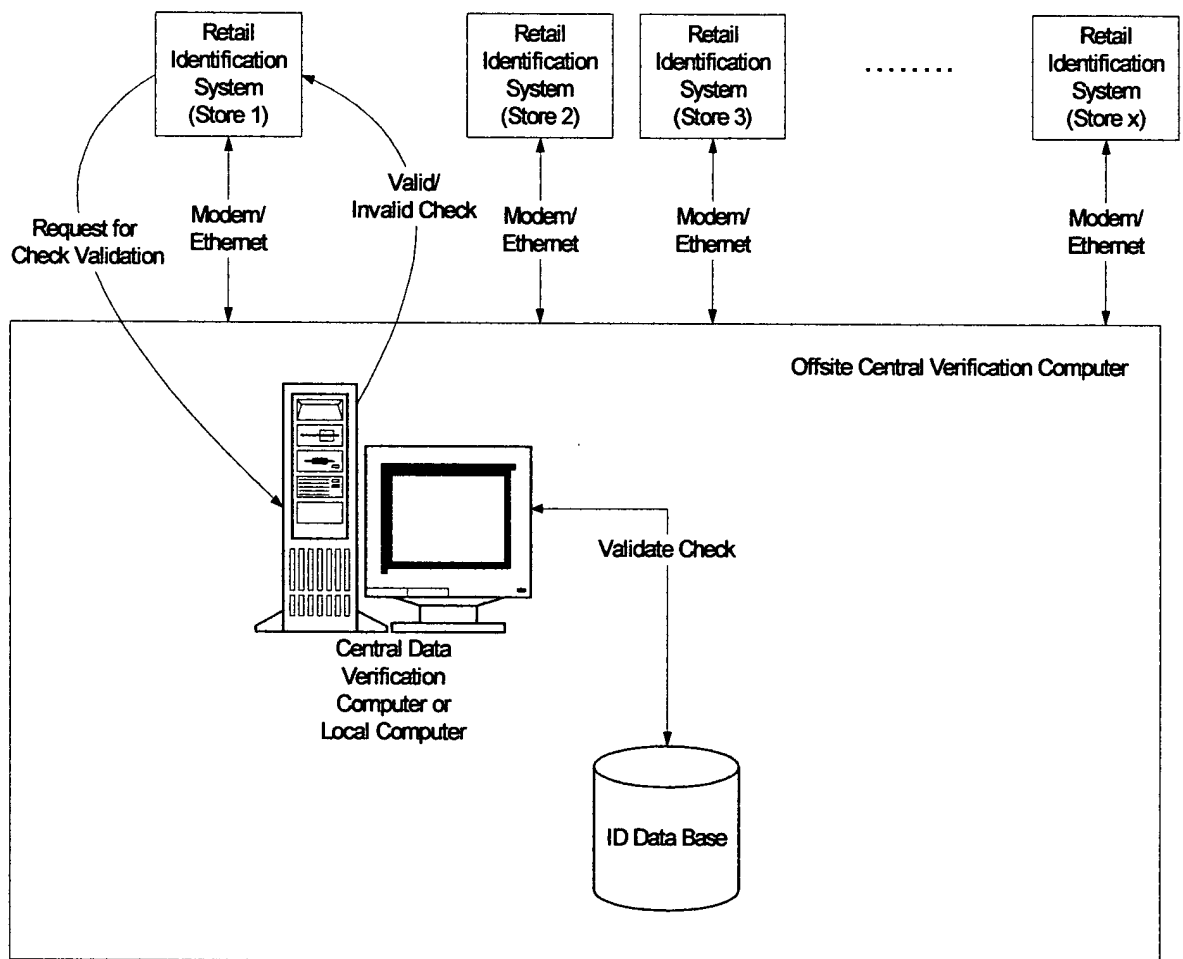 Retail
Identification
System
(Store 1)
Retail
Identification
System
(Store 2)
Retail
Identification
System
(Store 3)
........
Retail
Identification
System
(Store x)
Request for
Check Validation
Modem/
Ethernet
Valid/
Invalid Check
Modem/
Ethernet
Modem/
Ethernet
Modem/
Ethernet
Offsite Central Verification Computer
Validate Check
Central Data
Verification
Computer or
Local Computer
ID Data Base